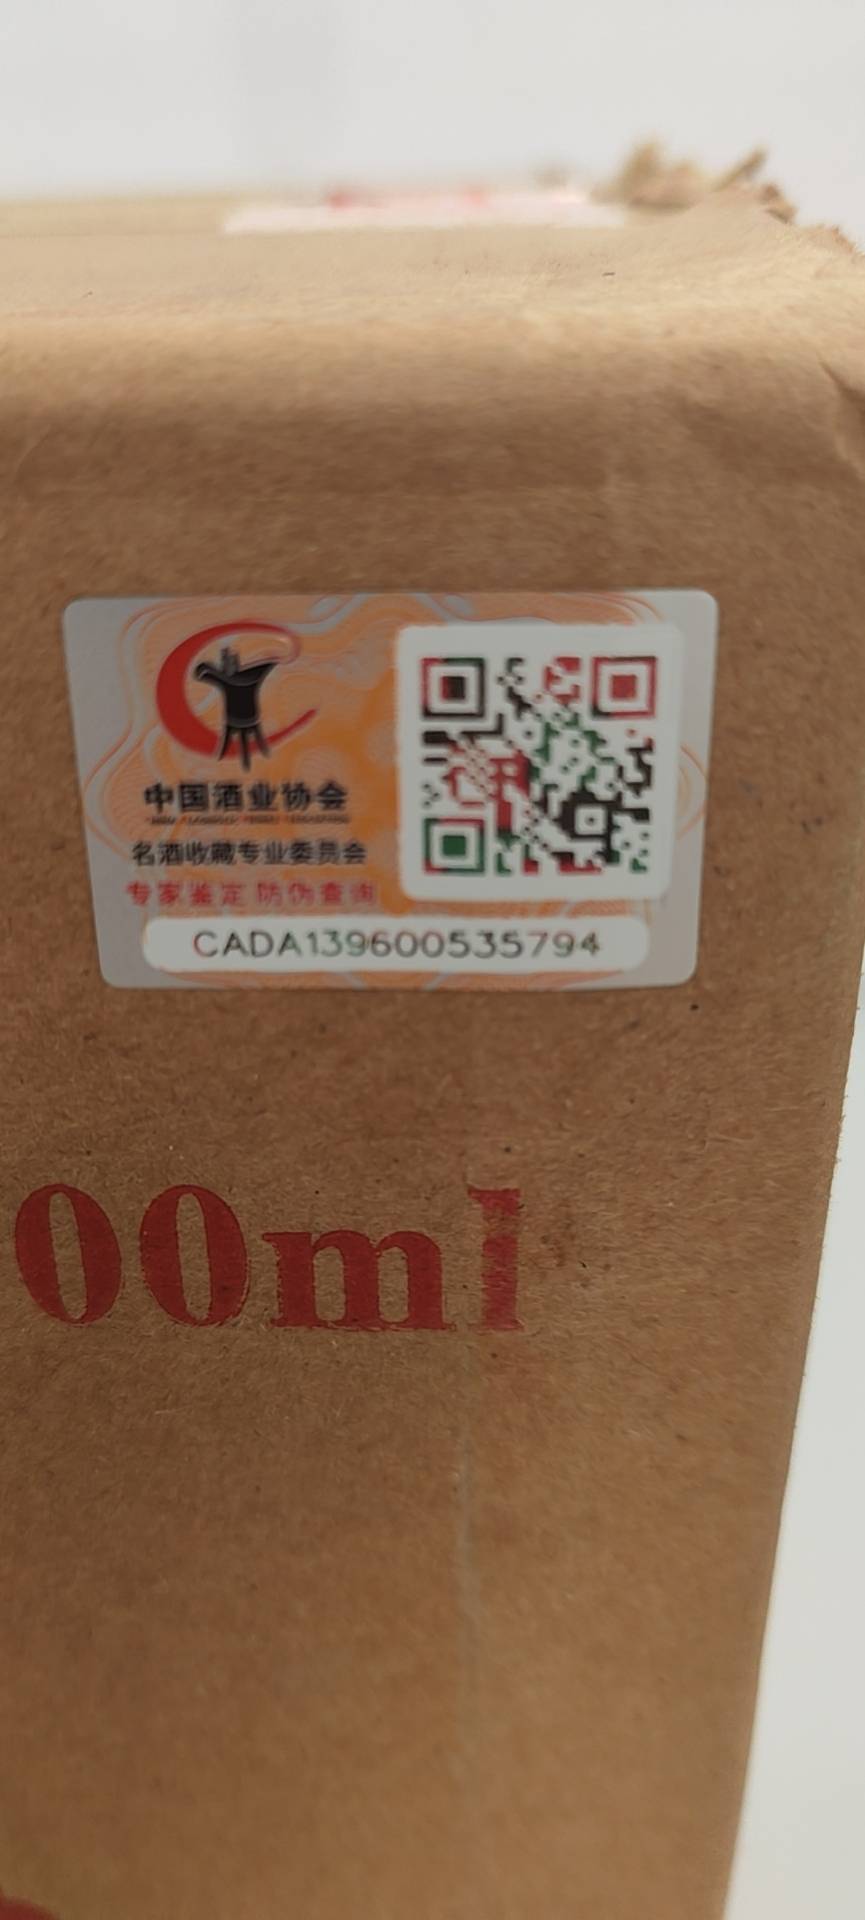 中国酒业协会
名酒收藏专业委员会
专家鉴定 防伪查询
CADA139600535794
00ml